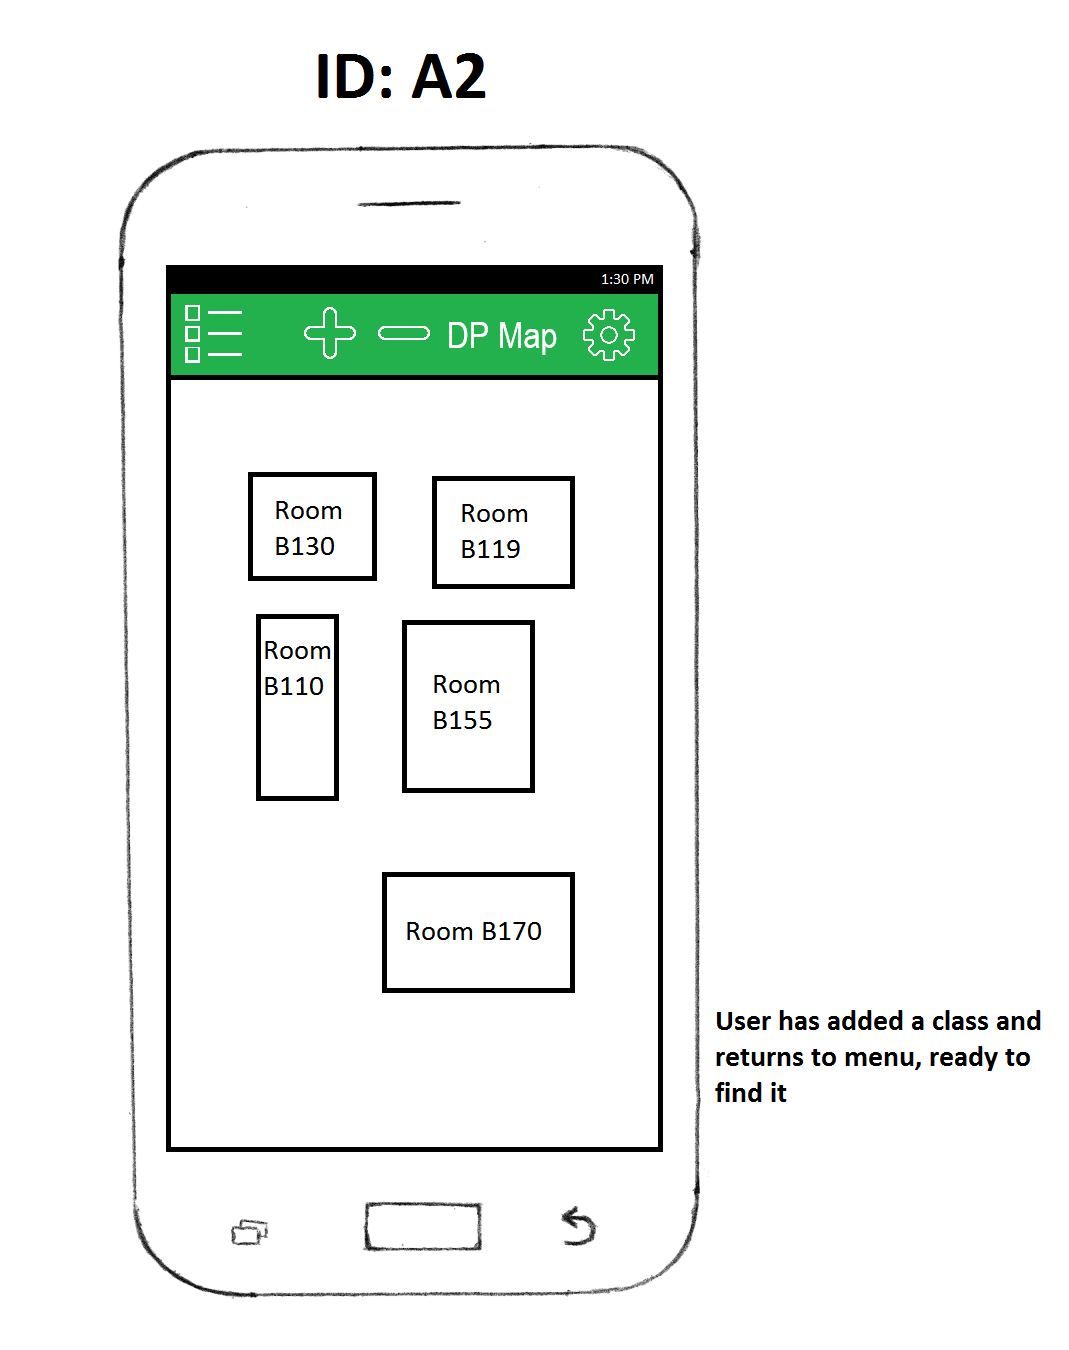 ID: A2
1:30 PM
DP Map
Room
B130
Room
B119
Room
B110
Room
B155
Room B170
User has added a class and
returns to menu, ready to
find it